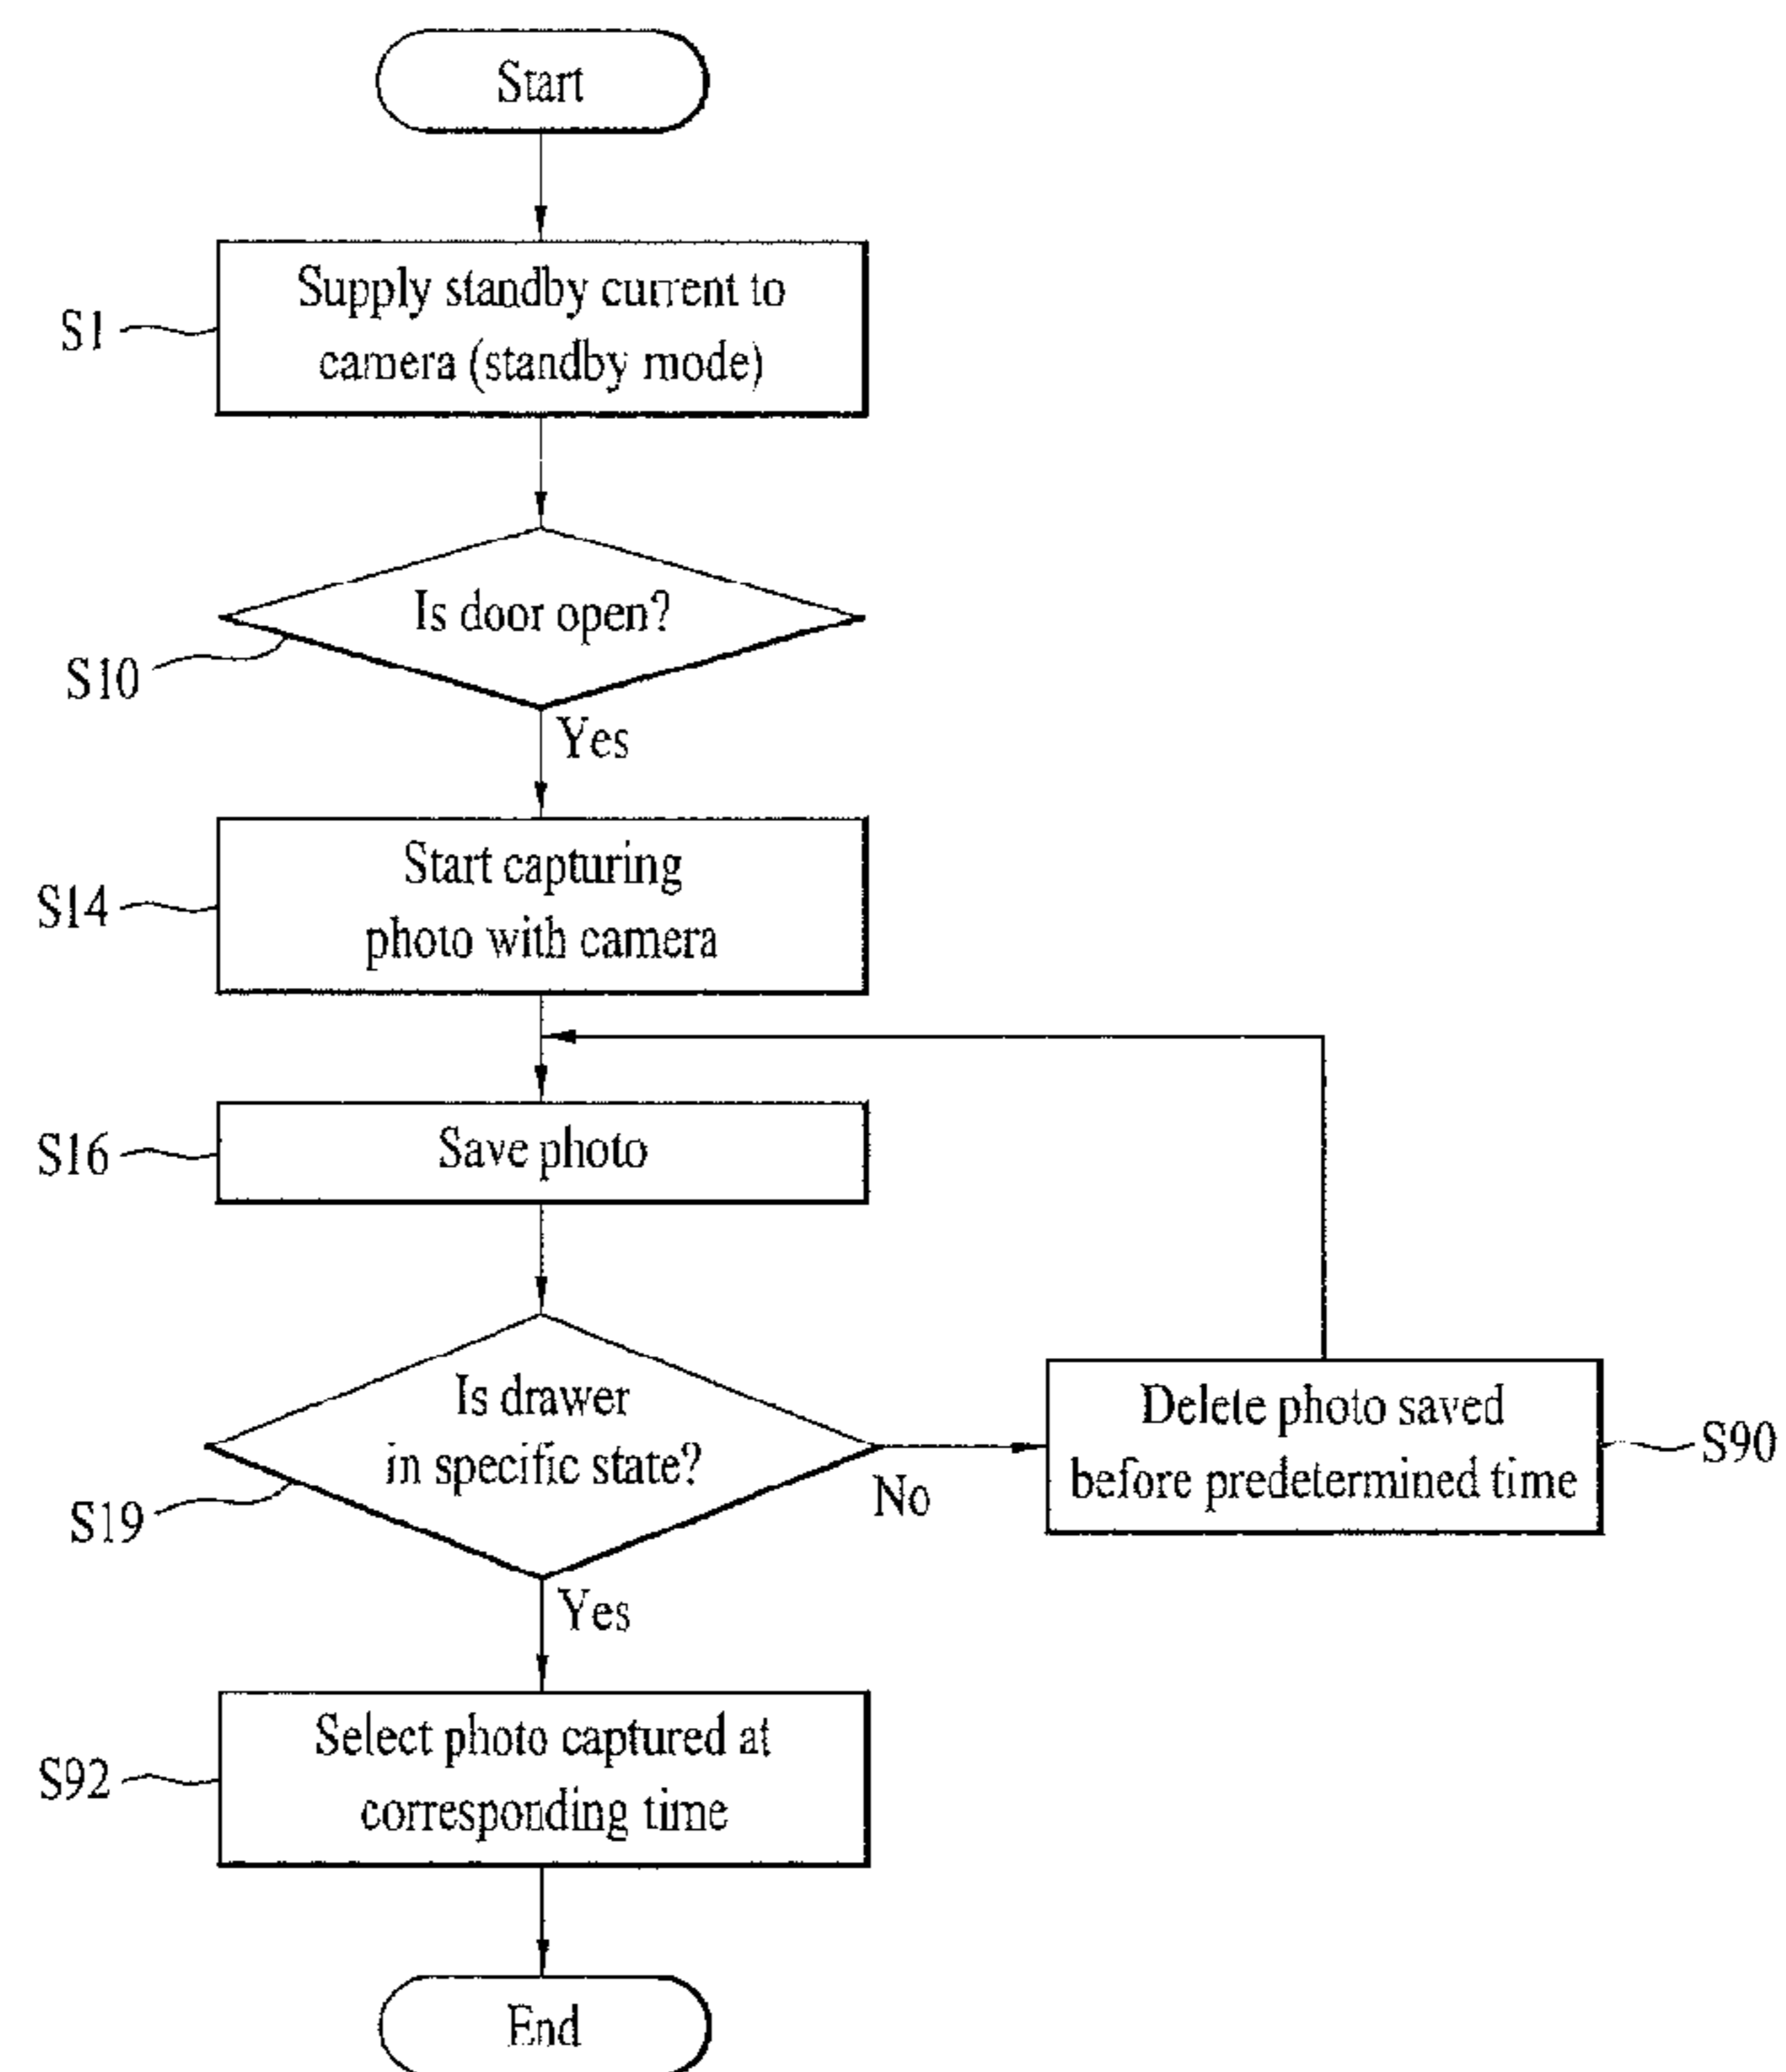 Start
S1
Supply standby current to
camera (standby mode)
Is door open?
S10
Yes
Start capturing
photo with camera
S14
S16
Save photo
Is drawer
in specific state?
S19
No
Delete photo saved
before predetermined time
S90
Yes
Select photo captured at
corresponding time
S92
End